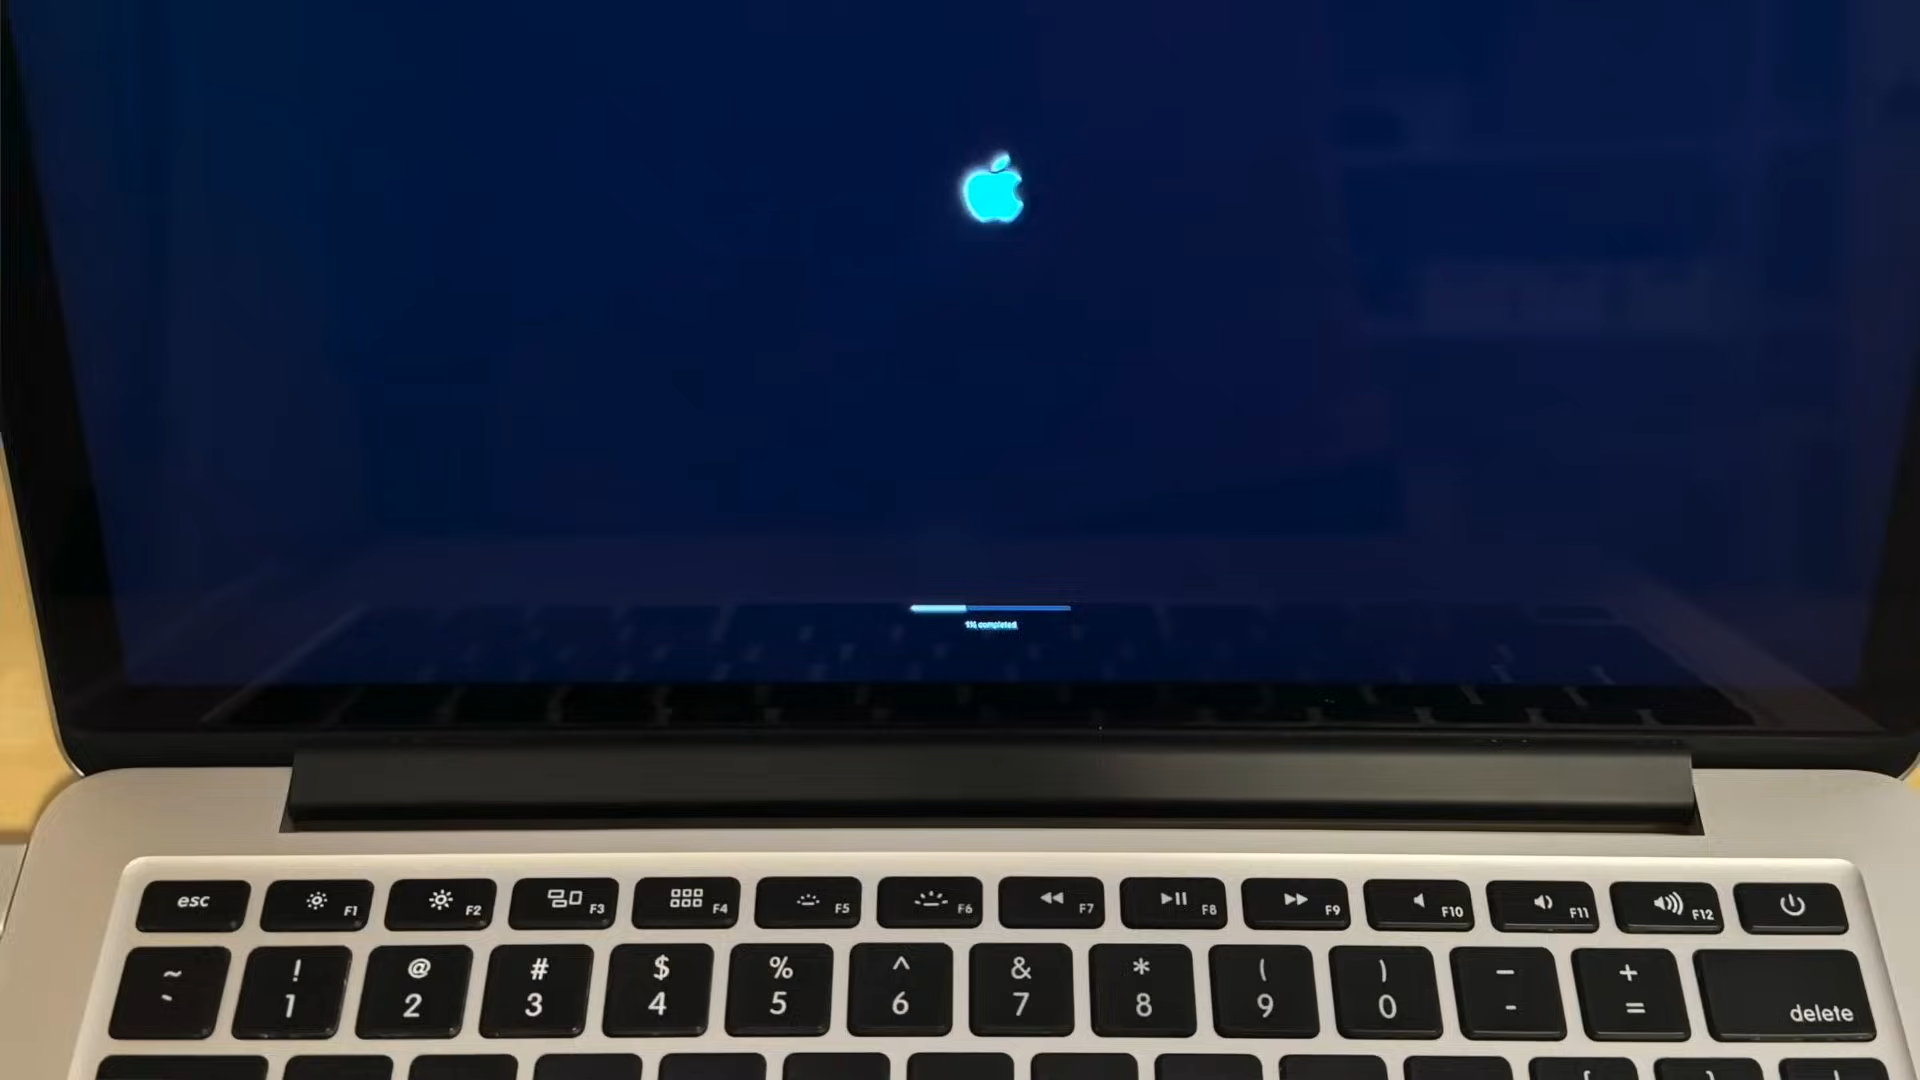 completed
esc F1 F2 F3 F4 F5 F6 F7 F8 F9 F10 F11 F12
~ ! @ # $ % ^ & * ( ) — +
` 1 2 3 4 5 6 7 8 9 0 - = delete